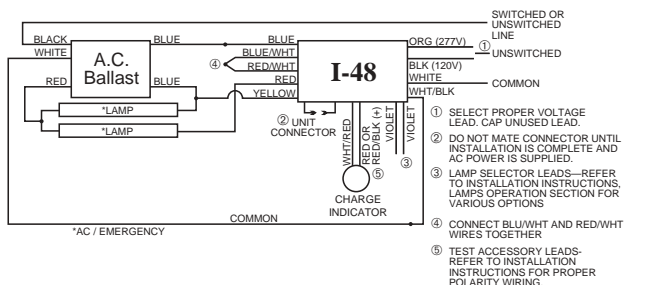 SWITCHED OR
UNSWITCHED
LINE
BLACK
BLUE
BLUE
ORG (277V)
①
UNSWITCHED
WHITE
A.C.
Ballast
BLUE/WHT
④
RED/WHT
I-48
BLK (120V)
RED
BLUE
RED
WHITE
COMMON
YELLOW
WHT/BLK
*LAMP
*LAMP
② UNIT
CONNECTOR
WHT/RED
RED OR
RED/BLK (+)
⑤
VIOLET
VIOLET
③
CHARGE
INDICATOR
COMMON
*AC / EMERGENCY
① SELECT PROPER VOLTAGE
LEAD. CAP UNUSED LEAD.
② DO NOT MATE CONNECTOR UNTIL
INSTALLATION IS COMPLETE AND
AC POWER IS SUPPLIED.
③ LAMP SELECTOR LEADS—REFER
TO INSTALLATION INSTRUCTIONS,
LAMPS OPERATION SECTION FOR
VARIOUS OPTIONS
④ CONNECT BLU/WHT AND RED/WHT
WIRES TOGETHER
⑤ TEST ACCESSORY LEADS-
REFER TO INSTALLATION
INSTRUCTIONS FOR PROPER
POLARITY WIRING